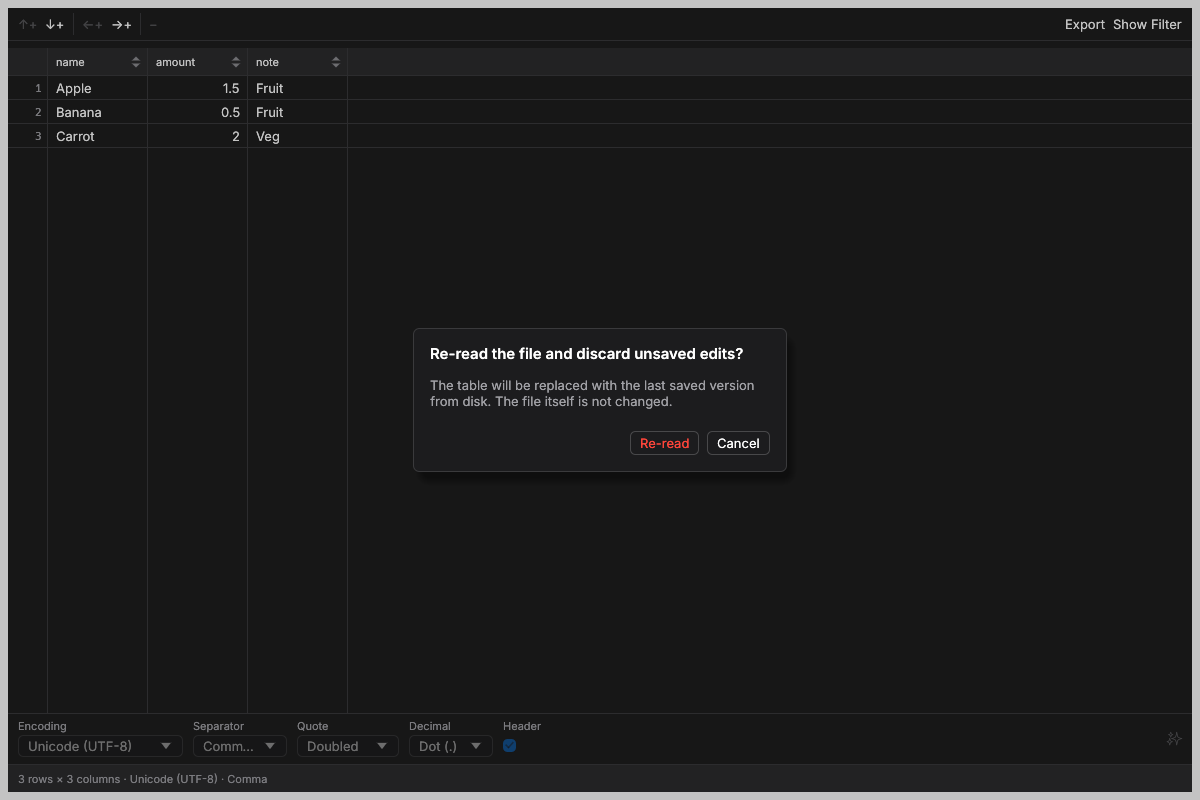 Export Show Filter
name amount note
1 Apple 1.5 Fruit
2 Banana 0.5 Fruit
3 Carrot 2 Veg
Re-read the file and discard unsaved edits?
The table will be replaced with the last saved version
from disk. The file itself is not changed.
Re-read Cancel
Encoding Separator Quote Decimal Header
Unicode (UTF-8) Comm... Doubled Dot (.)
3 rows × 3 columns · Unicode (UTF-8) · Comma